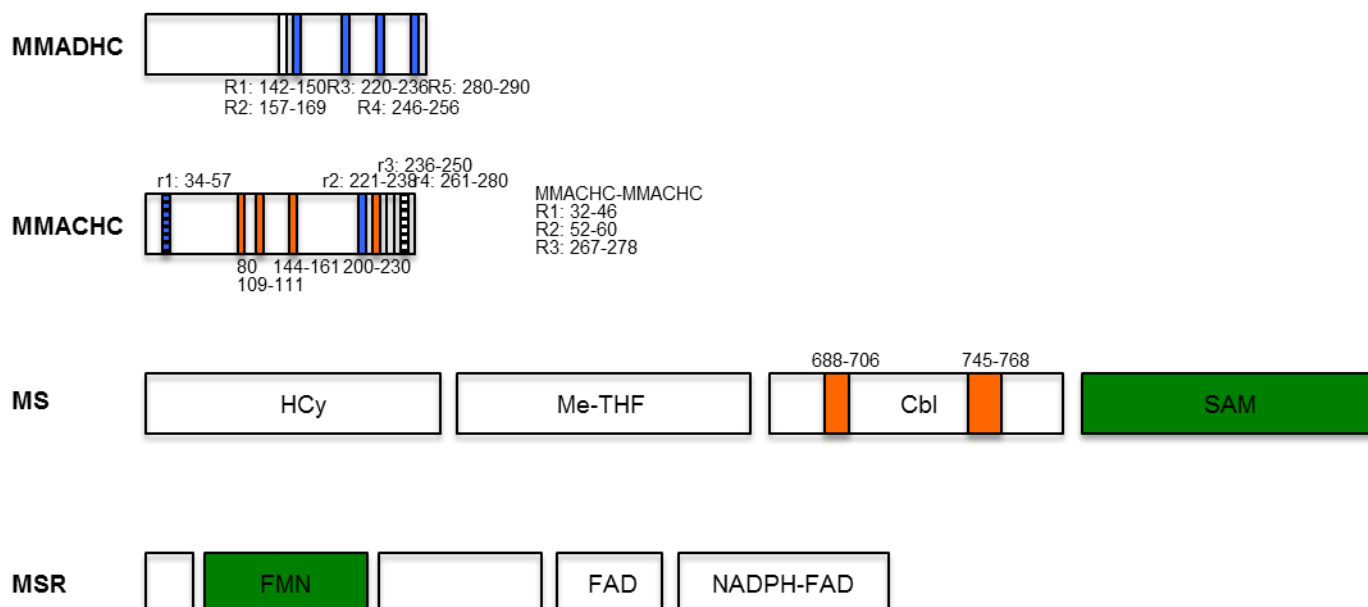 MMADHC
R1: 142-150R3: 220-236R5: 280-290
R2: 157-169 R4: 246-256
r3: 236-250
r1: 34-57 r2: 221-238r4: 261-280
MMACHC
MMACHC-MMACHC
R1: 32-46
R2: 52-60
R3: 267-278
80 144-161 200-230
109-111
688-706 745-768
MS HCy Me-THF Cbl SAM
MSR FMN FAD NADPH-FAD